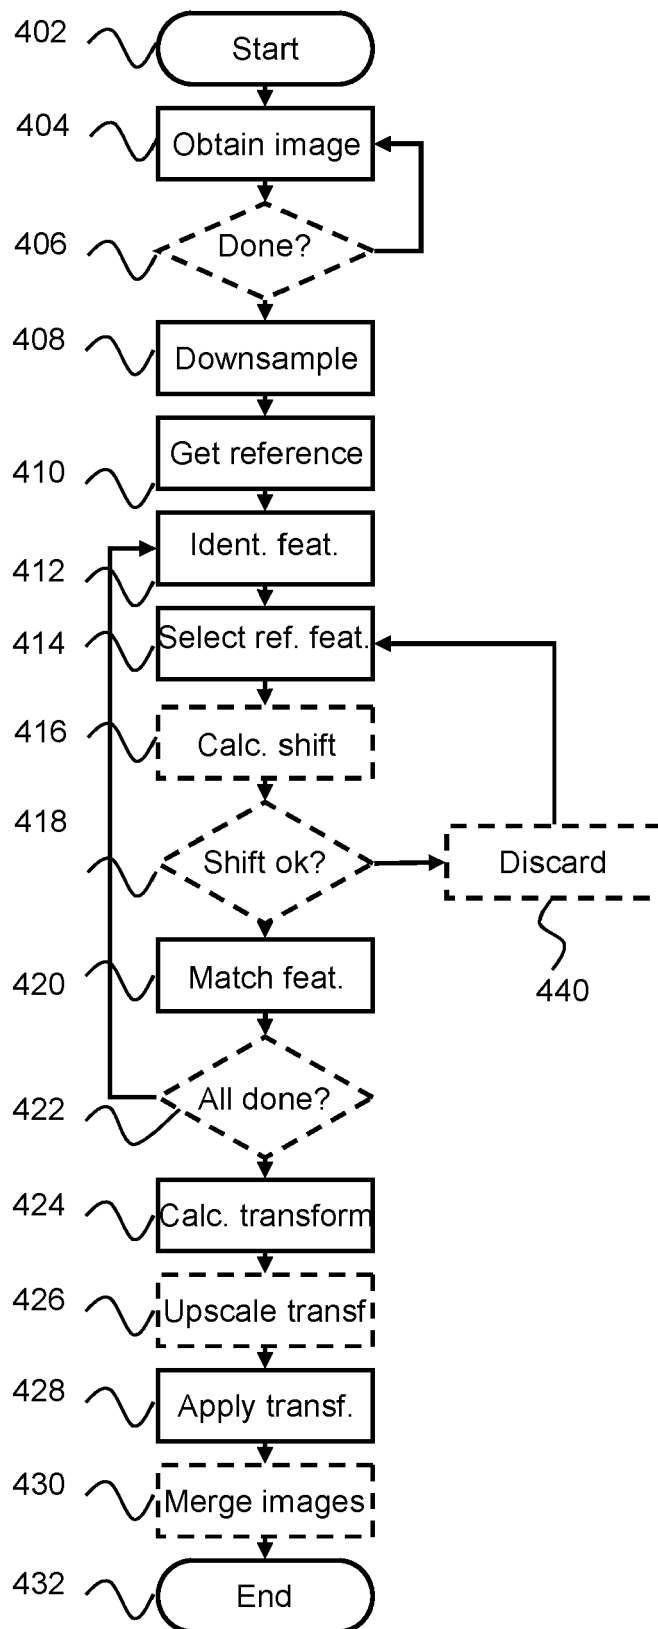 402
Start
404
Obtain image
406
Done?
408
Downsample
410
Get reference
412
Ident. feat.
414
Select ref. feat.
416
Calc. shift
418
Shift ok?
Discard
440
420
Match feat.
422
All done?
424
Calc. transform
426
Upscale transf
428
Apply transf.
430
Merge images
432
End